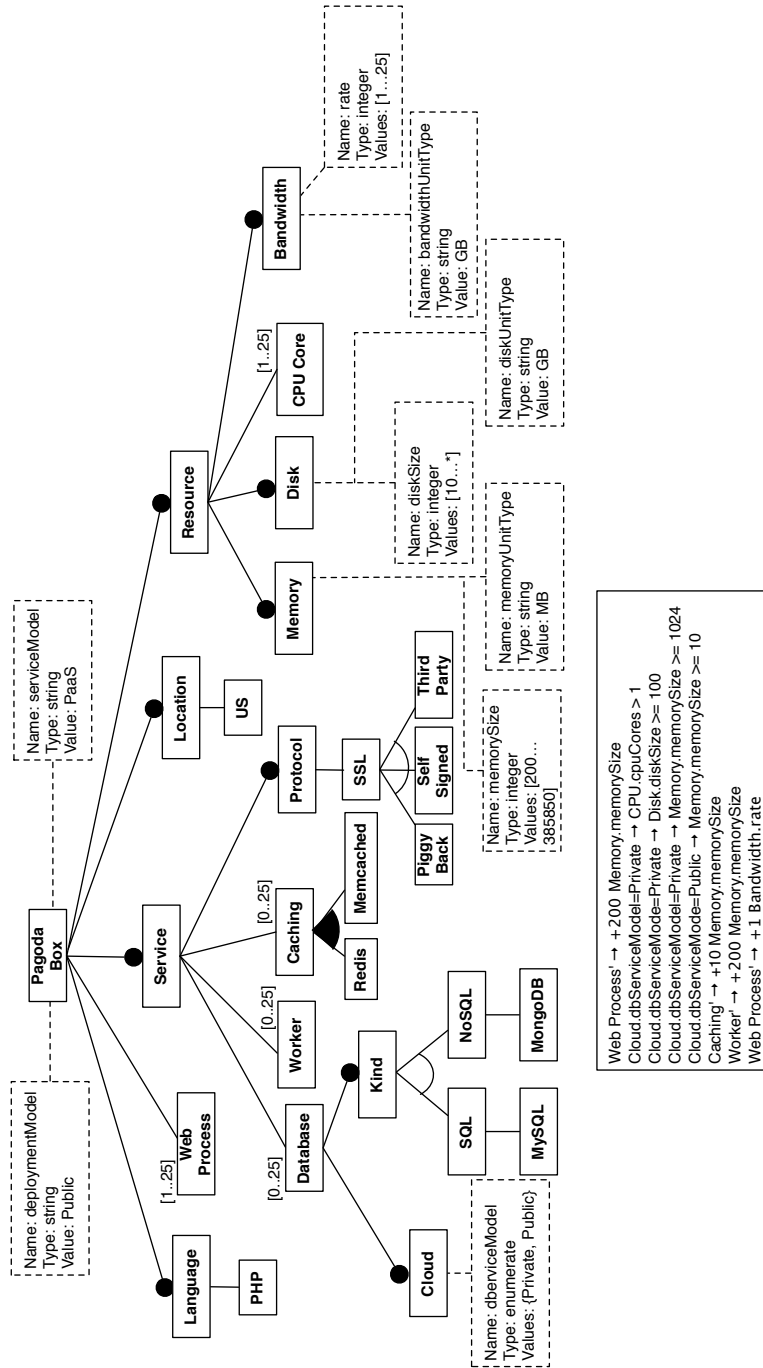 Name: deploymentModel
Type: string
Value: Public
Name: serviceModel
Type: string
Value: PaaS
Pagoda
Box
Language
PHP
[1..25]
Web
Process
Service
Location
US
Resource
[0..25]
Database
[0..25]
Worker
[0..25]
Caching
Protocol
Memory
Disk
[1..25]
CPU Core
Bandwidth
Name: rate
Type: integer
Values: [1...25]
Cloud
Kind
Redis
Memcached
SSL
Piggy
Back
Self
Signed
Third
Party
Name: diskSize
Type: integer
Values: [10....*]
Name: bandwidthUnitType
Type: string
Value: GB
SQL
NoSQL
MySQL
MongoDB
Name: dberviceModel
Type: enumerate
Values: {Private, Public}
Name: memorySize
Type: integer
Values: [200....
385850]
Name: memoryUnitType
Type: string
Value: MB
Name: diskUnitType
Type: string
Value: GB
Web Process' → +200 Memory.memorySize
Cloud.dbServiceModel=Private → CPU.cpuCores > 1
Cloud.dbServiceMode=Private → Disk.diskSize >= 100
Cloud.dbServiceModel=Private → Memory.memorySize >= 1024
Cloud.dbServiceModel=Public → Memory.memorySize >= 10
Caching' → +10 Memory.memorySize
Worker' → +200 Memory.memorySize
Web Process' → +1 Bandwidth.rate